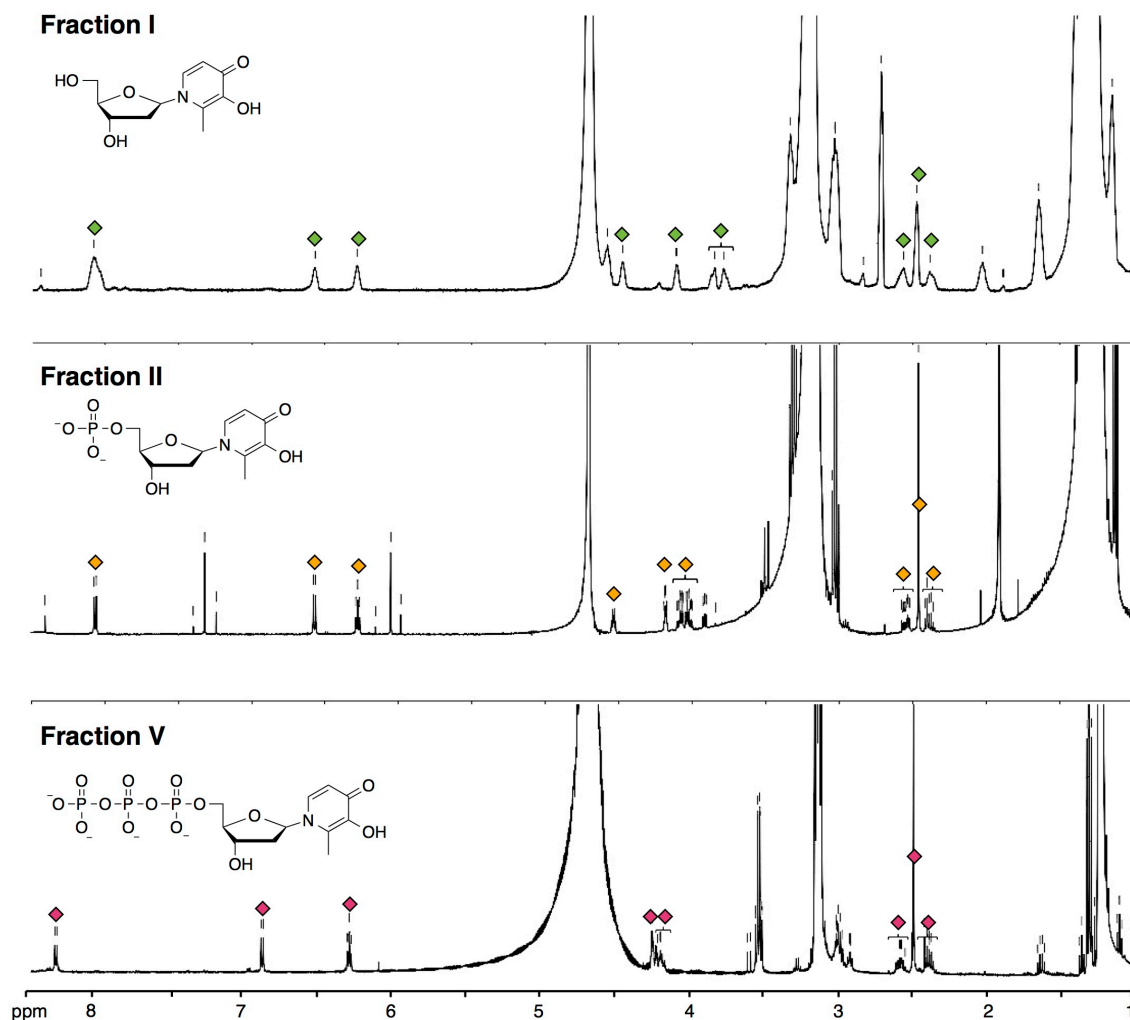 Fraction I
HO
O
N
O
OH
OH
Fraction II
O
⁻O P O
O⁻
O
N
O
OH
OH
Fraction V
O O O
⁻O P O P O P O
O⁻ O⁻ O⁻
O
N
O
OH
OH
ppm 8 7 6 5 4 3 2 1